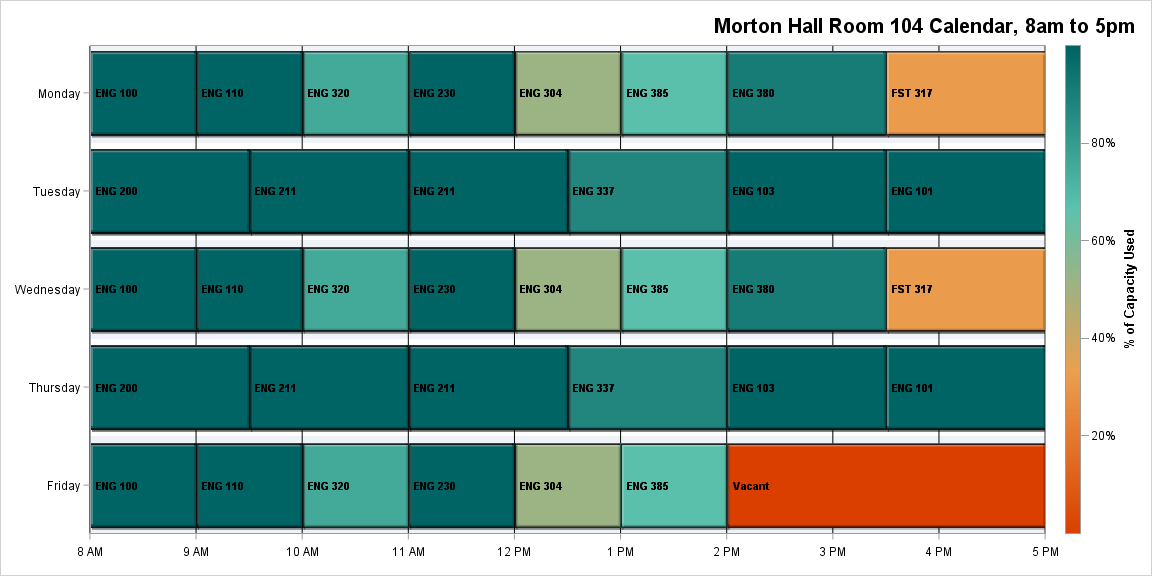 Morton Hall Room 104 Calendar, 8am to 5pm
Monday
ENG 100
ENG 110
ENG 320
ENG 230
ENG 304
ENG 385
ENG 380
FST 317
Tuesday
ENG 200
ENG 211
ENG 211
ENG 337
ENG 103
ENG 101
Wednesday
ENG 100
ENG 110
ENG 320
ENG 230
ENG 304
ENG 385
ENG 380
FST 317
Thursday
ENG 200
ENG 211
ENG 211
ENG 337
ENG 103
ENG 101
Friday
ENG 100
ENG 110
ENG 320
ENG 230
ENG 304
ENG 385
Vacant
8 AM
9 AM
10 AM
11 AM
12 PM
1 PM
2 PM
3 PM
4 PM
5 PM
80%
60%
40%
20%
% of Capacity Used